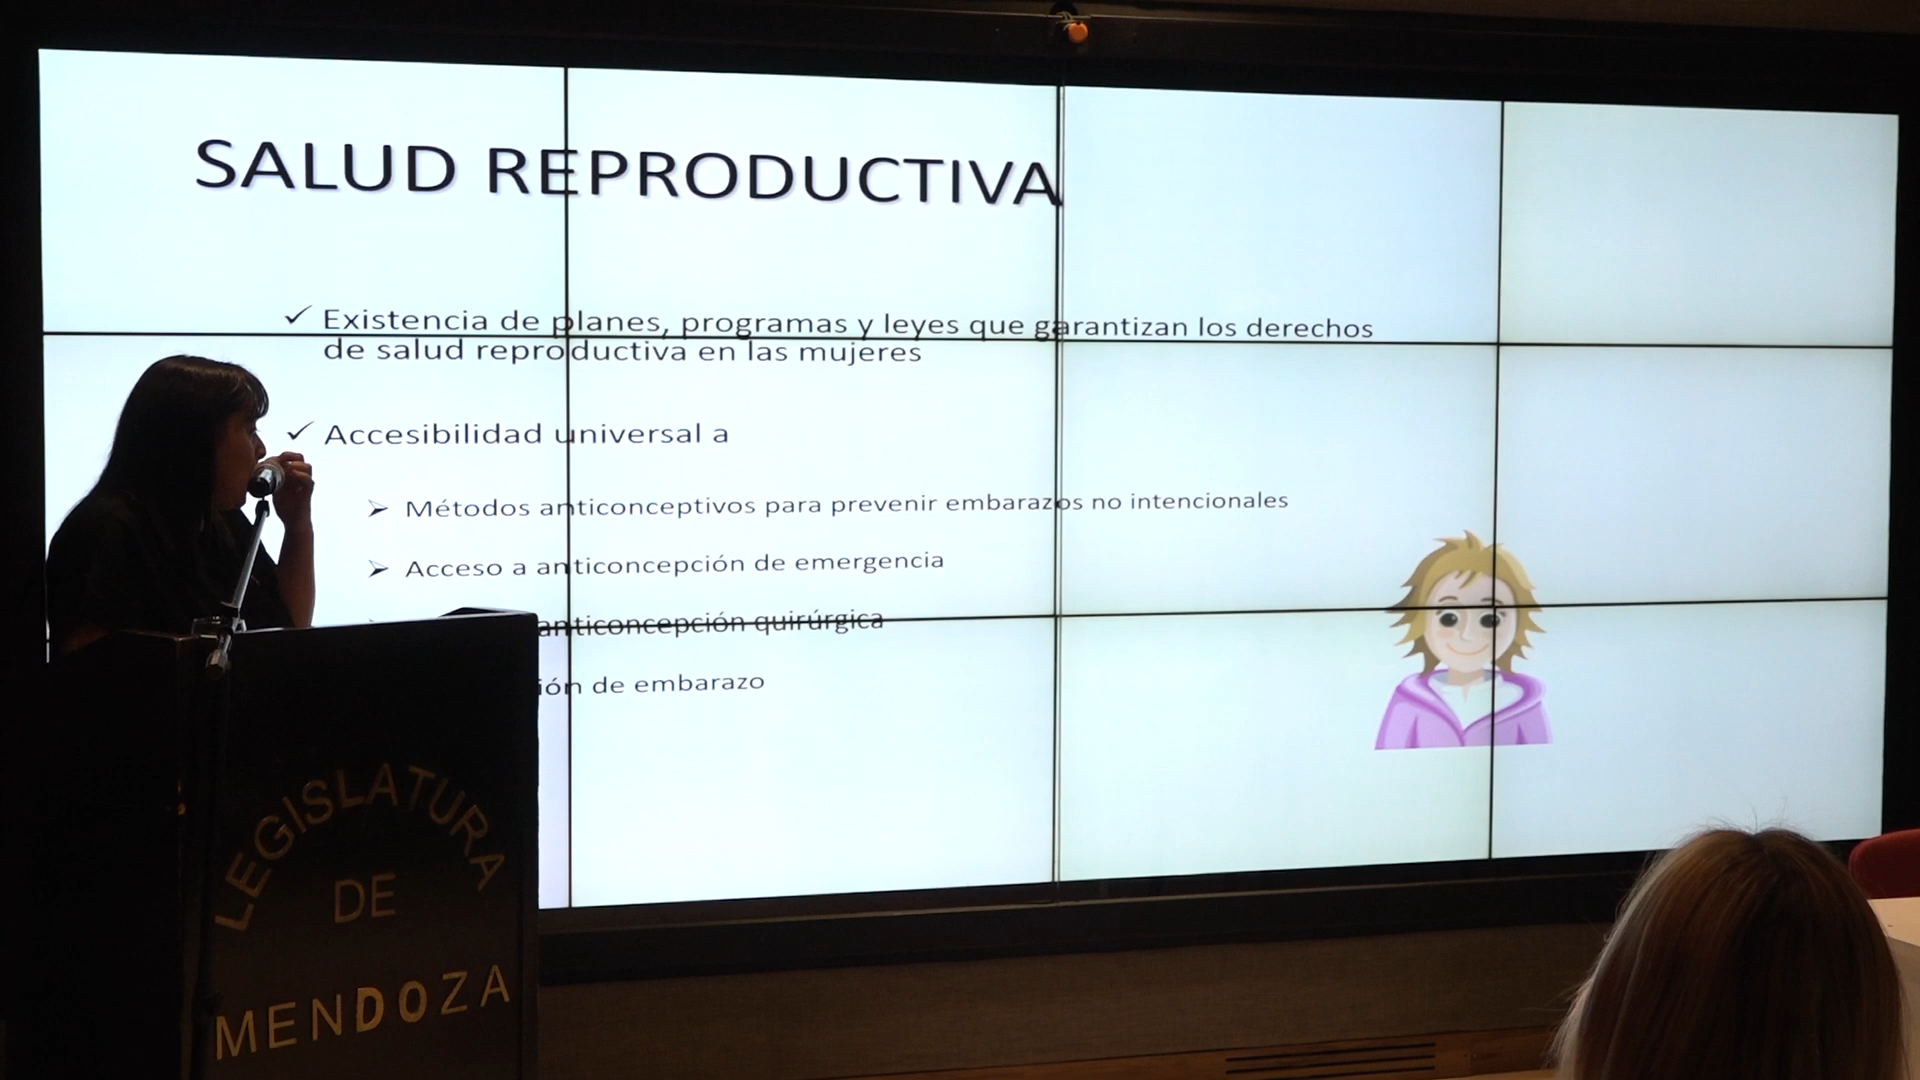 SALUD REPRODUCTIVA
✓ Existencia de planes, programas y leyes que garantizan los derechos
de salud reproductiva en las mujeres
✓ Accesibilidad universal a
➢ Métodos anticonceptivos para prevenir embarazos no intencionales
➢ Acceso a anticoncepción de emergencia
anticoncepción quirúrgica
de embarazo
LEGISLATURA
DE
MENDOZA